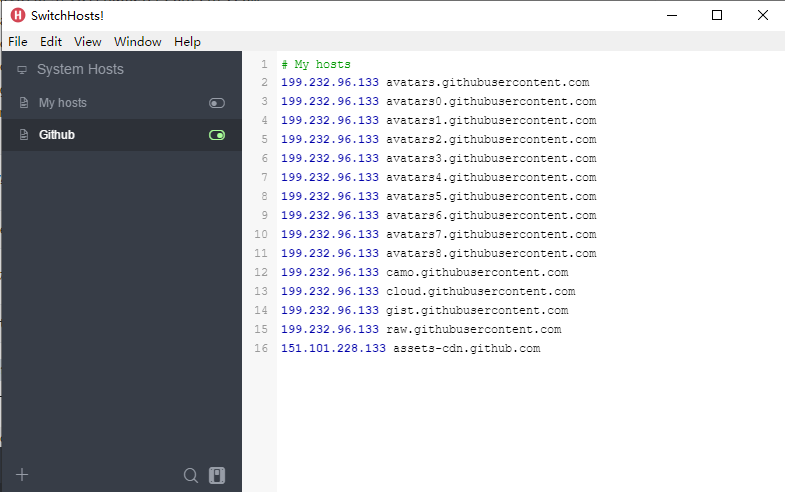 SwitchHosts!
File Edit View Window Help
System Hosts
My hosts
Github
1 # My hosts
2 199.232.96.133 avatars.githubusercontent.com
3 199.232.96.133 avatars0.githubusercontent.com
4 199.232.96.133 avatars1.githubusercontent.com
5 199.232.96.133 avatars2.githubusercontent.com
6 199.232.96.133 avatars3.githubusercontent.com
7 199.232.96.133 avatars4.githubusercontent.com
8 199.232.96.133 avatars5.githubusercontent.com
9 199.232.96.133 avatars6.githubusercontent.com
10 199.232.96.133 avatars7.githubusercontent.com
11 199.232.96.133 avatars8.githubusercontent.com
12 199.232.96.133 camo.githubusercontent.com
13 199.232.96.133 cloud.githubusercontent.com
14 199.232.96.133 gist.githubusercontent.com
15 199.232.96.133 raw.githubusercontent.com
16 151.101.228.133 assets-cdn.github.com